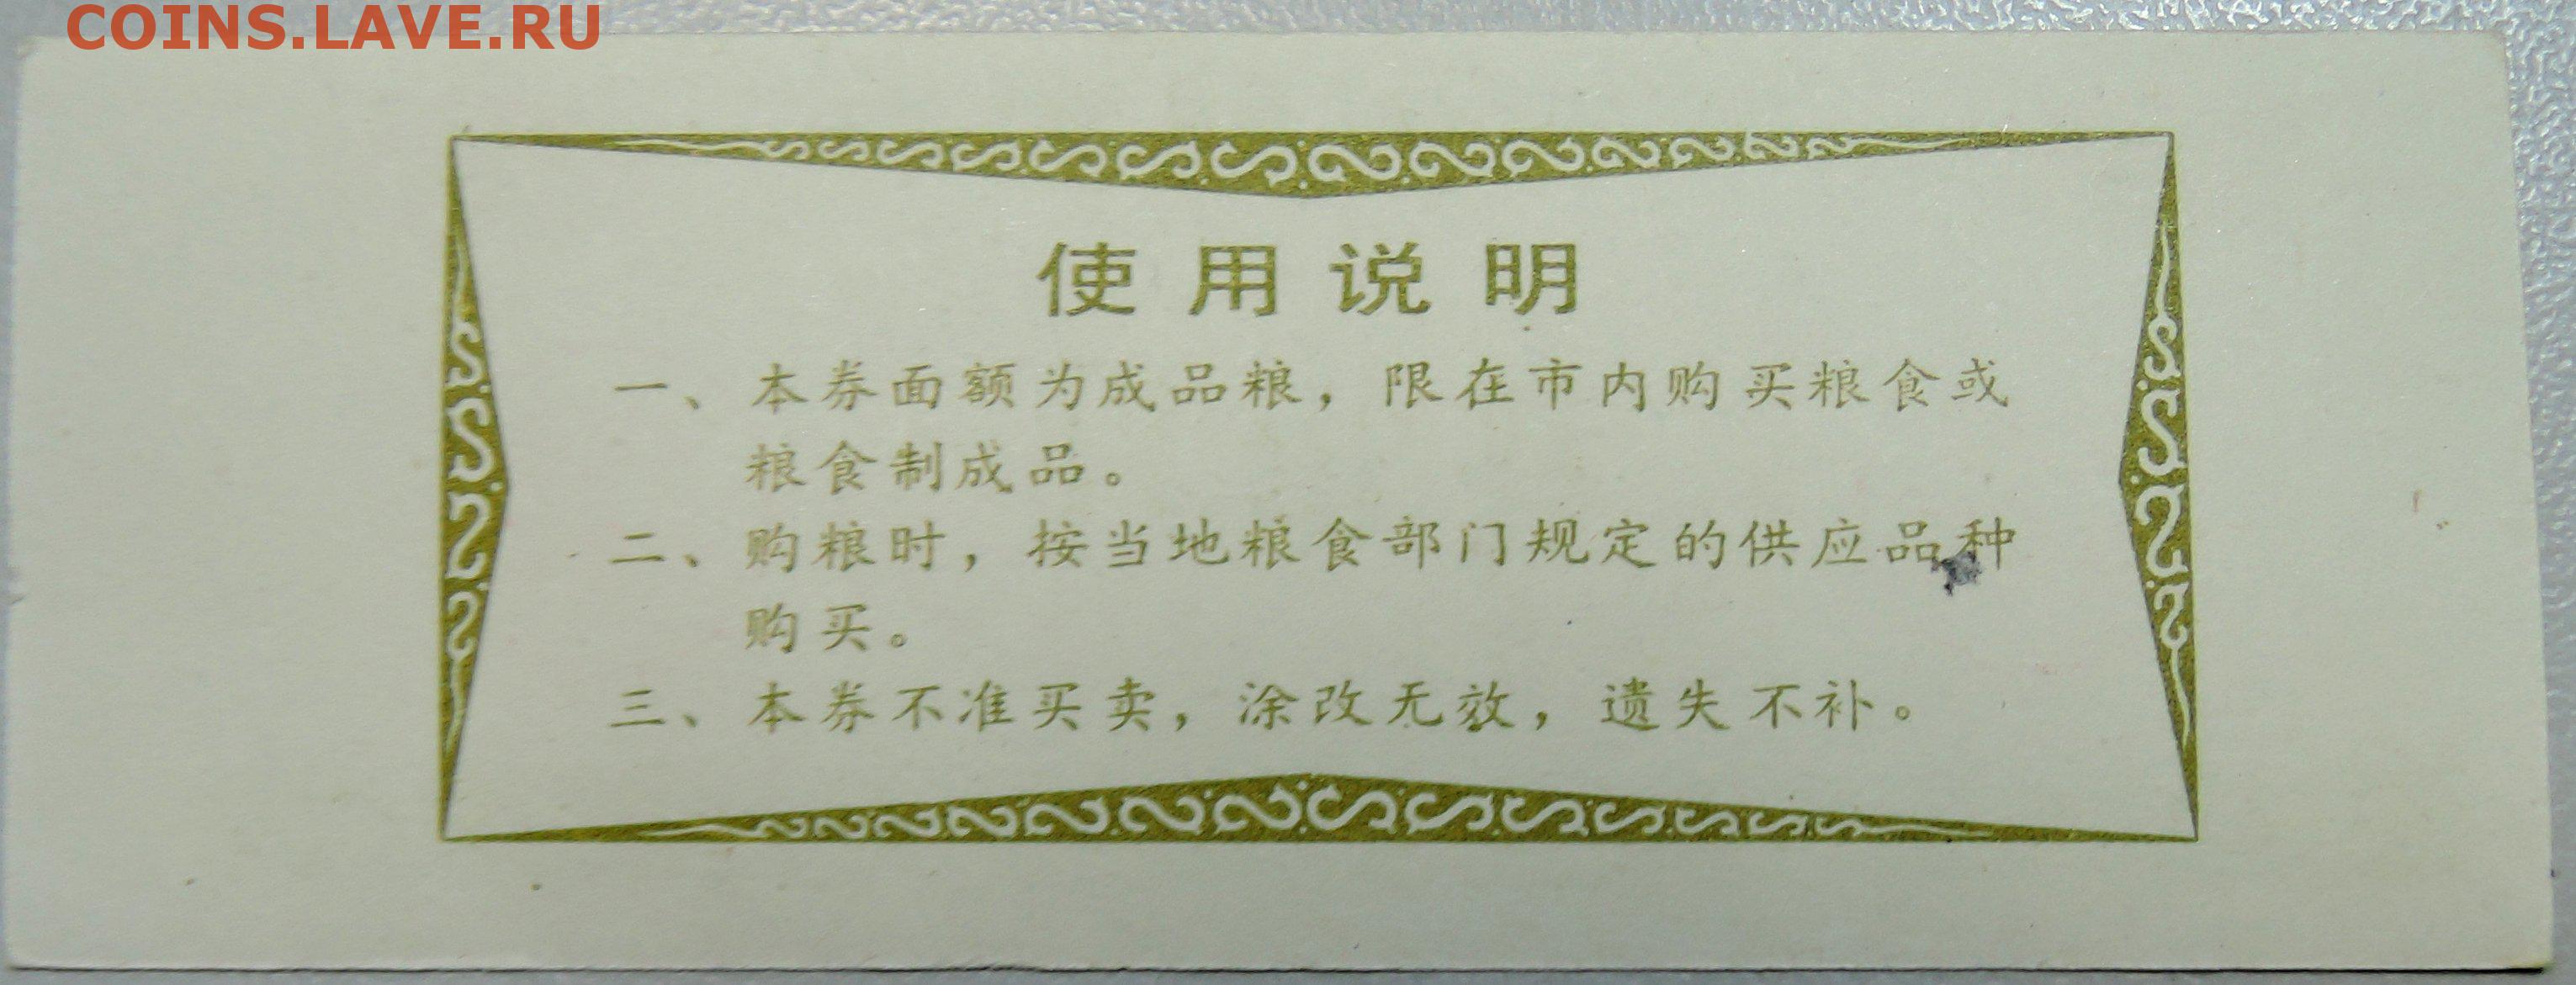 COINS.LAVE.RU
使用说明
一、本券面额为成品粮，限在市内购买粮食或
粮食制成品。
二、购粮时，按当地粮食部门规定的供应品种
购买。
三、本券不准买卖，涂改无效，遗失不补。